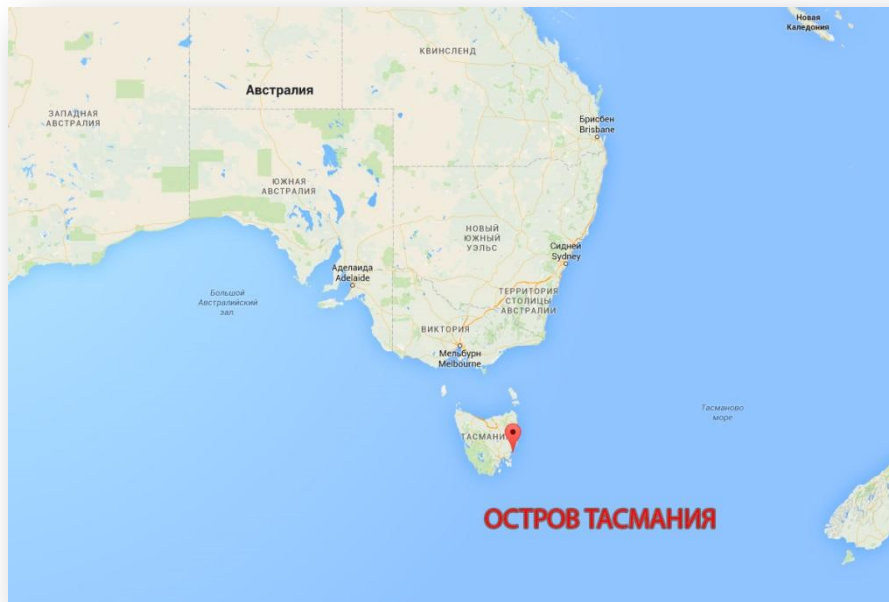 Новая
Каледония
КВИНСЛЕНД
Австралия
ЗАПАДНАЯ
АВСТРАЛИЯ
Брисбен
Brisbane
ЮЖНАЯ
АВСТРАЛИЯ
НОВЫЙ
ЮЖНЫЙ
УЭЛЬС
Сидней
Sydney
Аделаида
Adelaide
Большой
Австралийский
зал.
ТЕРРИТОРИЯ
СТОЛИЦЫ
АВСТРАЛИИ
ВИКТОРИЯ
Мельбурн
Melbourne
Тасманово
море
ТАСМАНИЯ
ОСТРОВ ТАСМАНИЯ